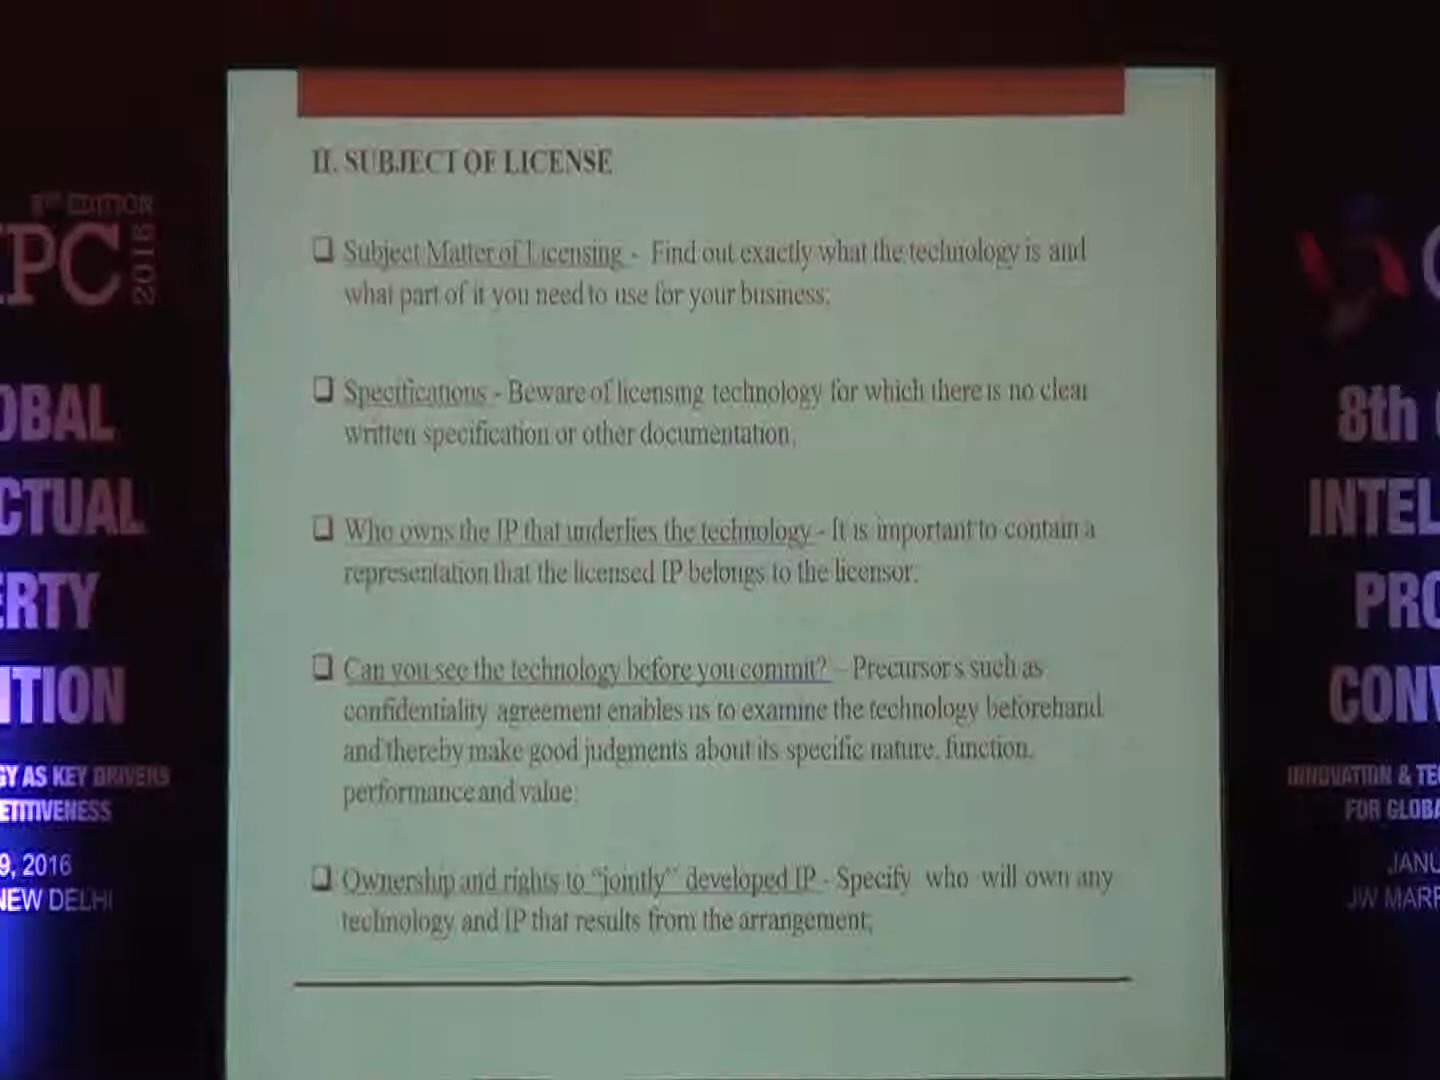 II. SUBJECT OF LICENSE
❑ Subject Matter of Licensing - Find out exactly what the technology is and
what part of it you need to use for your business;
❑ Specifications - Beware of licensing technology for which there is no clear
written specification or other documentation;
❑ Who owns the IP that underlies the technology - It is important to contain a
representation that the licensed IP belongs to the licensor;
❑ Can you see the technology before you commit? – Precursors such as
confidentiality agreement enables us to examine the technology beforehand
and thereby make good judgments about its specific nature, function,
performance and value;
❑ Ownership and rights to "jointly" developed IP - Specify who will own any
technology and IP that results from the arrangement;
EDITION
IPC
2016
OBAL
CTUAL
ERTY
NTION
GY AS KEY DRIVERS
ETITIVENESS
9, 2016
NEW DELHI
8th
INTEL
PRO
CONV
INNOVATION & TE
FOR GLOBA
JANU
JW MARR